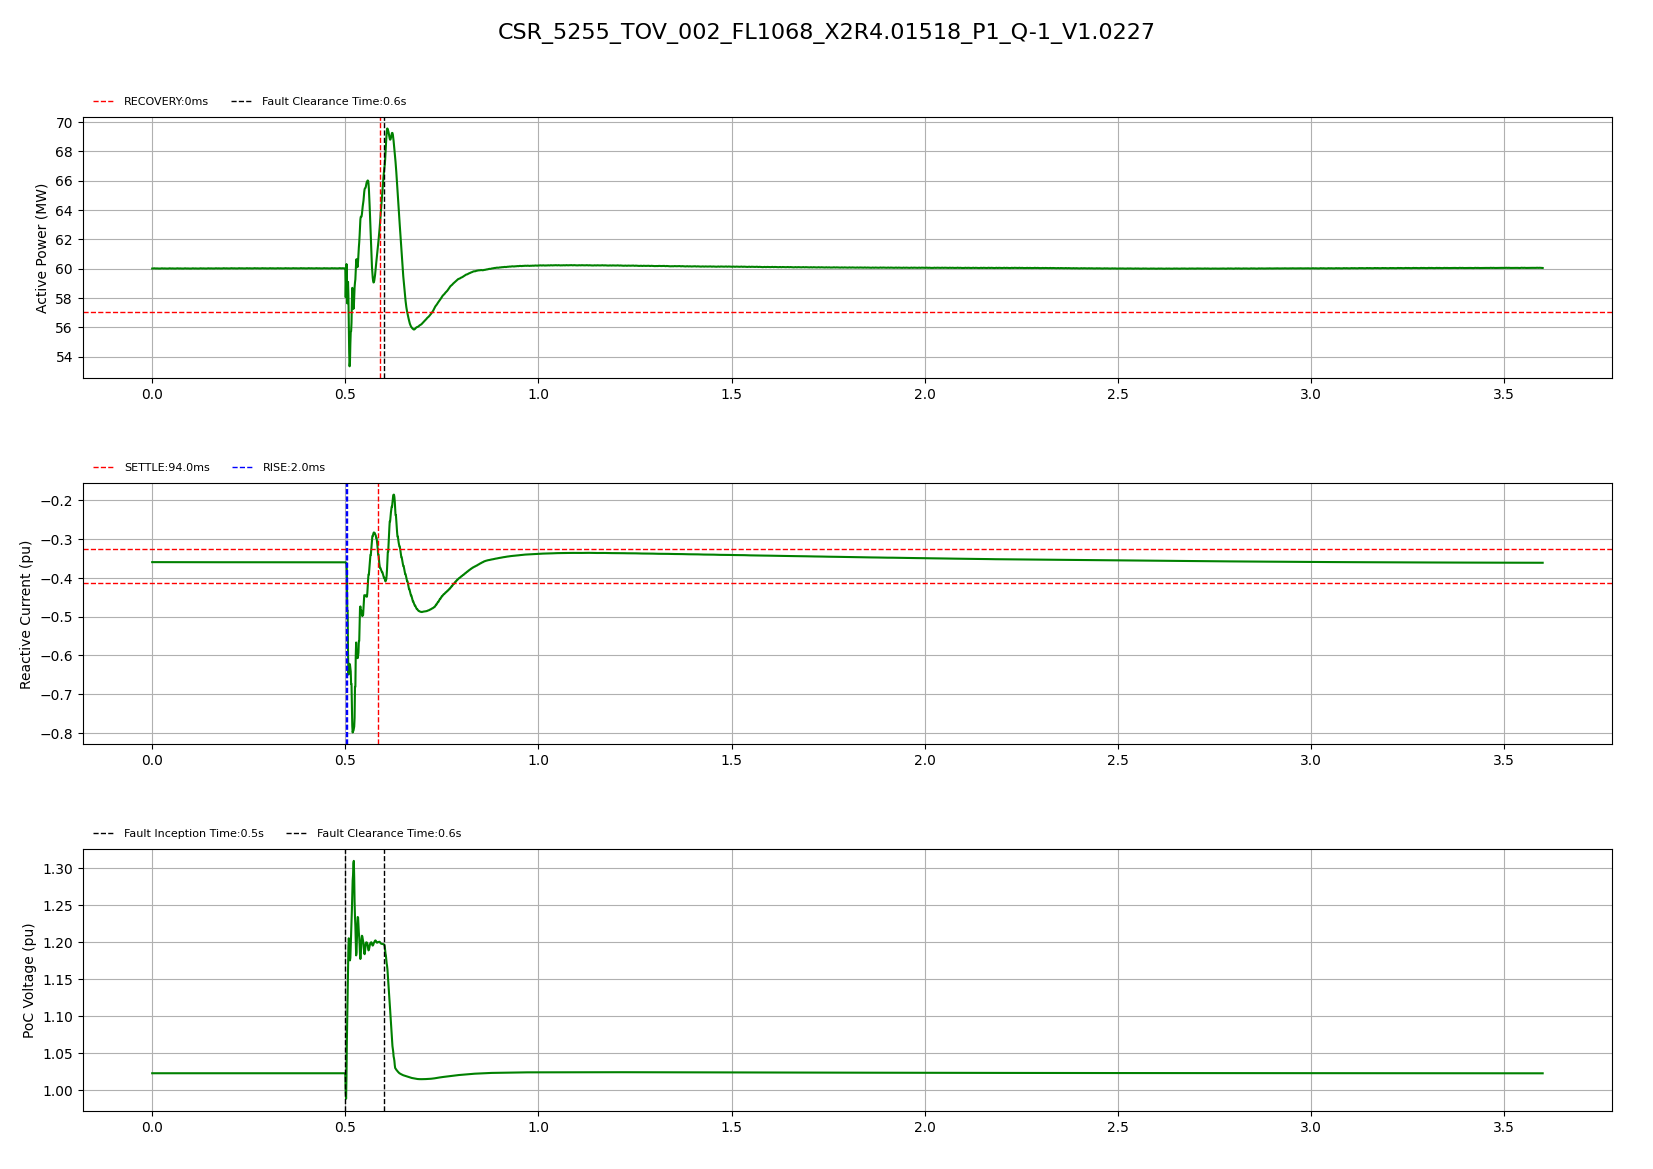 CSR_5255_TOV_002_FL1068_X2R4.01518_P1_Q-1_V1.0227
RECOVERY:0ms Fault Clearance Time:0.6s
Active Power (MW)
70
68
66
64
62
60
58
56
54
0.0 0.5 1.0 1.5 2.0 2.5 3.0 3.5
SETTLE:94.0ms RISE:2.0ms
Reactive Current (pu)
−0.2
−0.3
−0.4
−0.5
−0.6
−0.7
−0.8
0.0 0.5 1.0 1.5 2.0 2.5 3.0 3.5
Fault Inception Time:0.5s Fault Clearance Time:0.6s
PoC Voltage (pu)
1.30
1.25
1.20
1.15
1.10
1.05
1.00
0.0 0.5 1.0 1.5 2.0 2.5 3.0 3.5